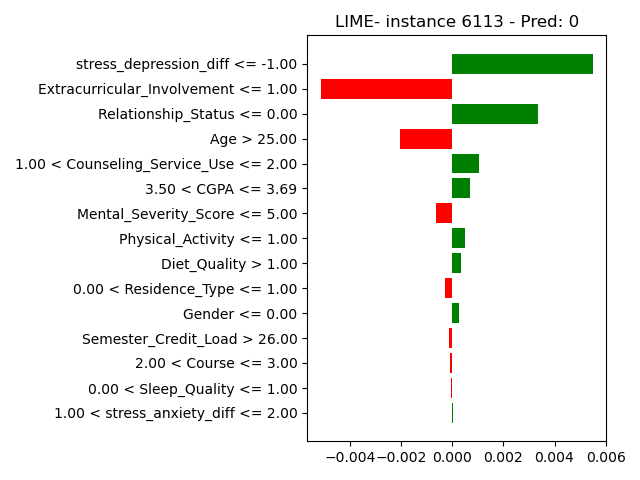 LIME- instance 6113 - Pred: 0
stress_depression_diff <= -1.00
Extracurricular_Involvement <= 1.00
Relationship_Status <= 0.00
Age > 25.00
1.00 < Counseling_Service_Use <= 2.00
3.50 < CGPA <= 3.69
Mental_Severity_Score <= 5.00
Physical_Activity <= 1.00
Diet_Quality > 1.00
0.00 < Residence_Type <= 1.00
Gender <= 0.00
Semester_Credit_Load > 26.00
2.00 < Course <= 3.00
0.00 < Sleep_Quality <= 1.00
1.00 < stress_anxiety_diff <= 2.00
−0.004 −0.002 0.000 0.002 0.004 0.006